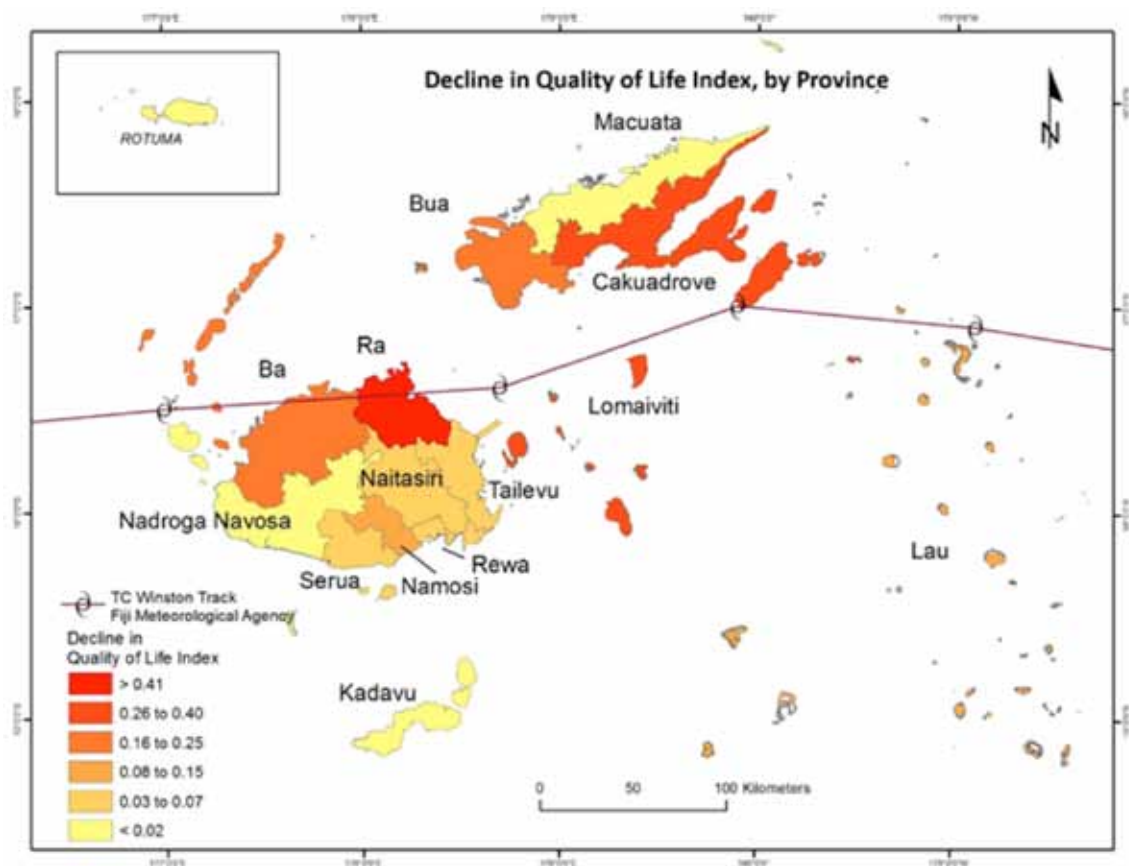 Decline in Quality of Life Index, by Province
ROTUMA
N
Macuata
Bua
Cakuadrove
Ra
Ba
Lomaiviti
Naitasiri
Tailevu
Nadroga Navosa
Lau
Rewa
Serua
Namosi
TC Winston Track
Fiji Meteorological Agency
Decline in
Quality of Life Index
> 0.41
0.26 to 0.40
0.16 to 0.25
0.08 to 0.15
0.03 to 0.07
< 0.02
Kadavu
0 50 100 Kilometers